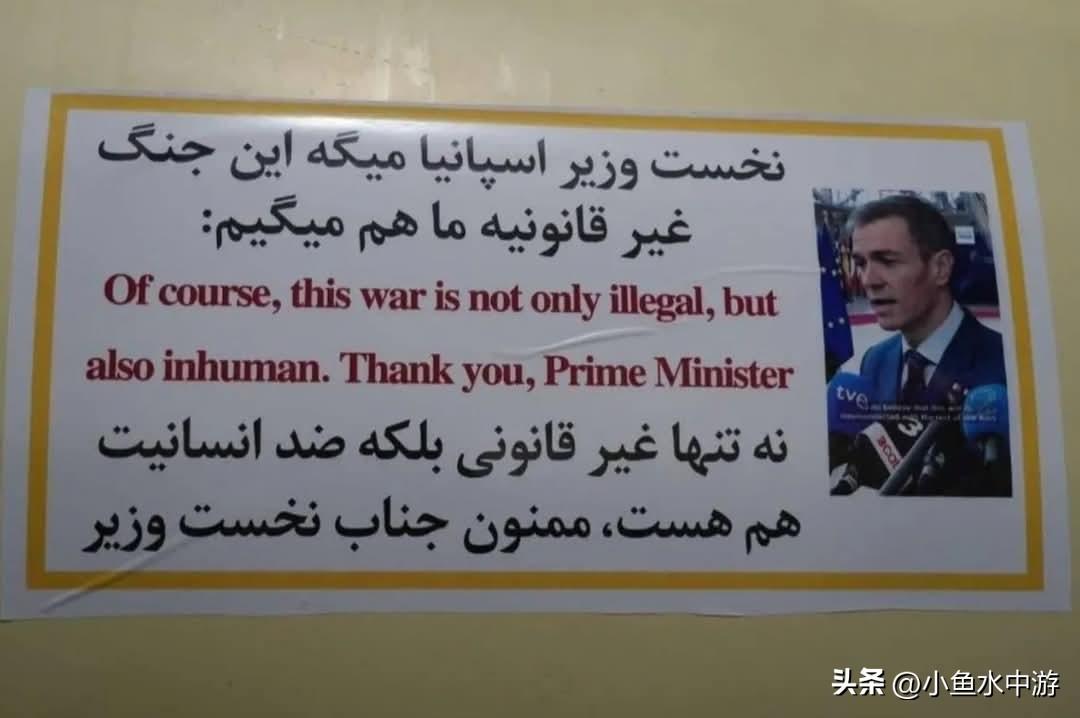 نخست وزیر اسپانیا میگه این جنگ
غیر قانونیه ما هم میگیم:
Of course, this war is not only illegal, but
also inhuman. Thank you, Prime Minister
نه تنها غیر قانونی بلکه ضد انسانیت
هم هست، ممنون جناب نخست وزیر
tve
3
头条 @小鱼水中游